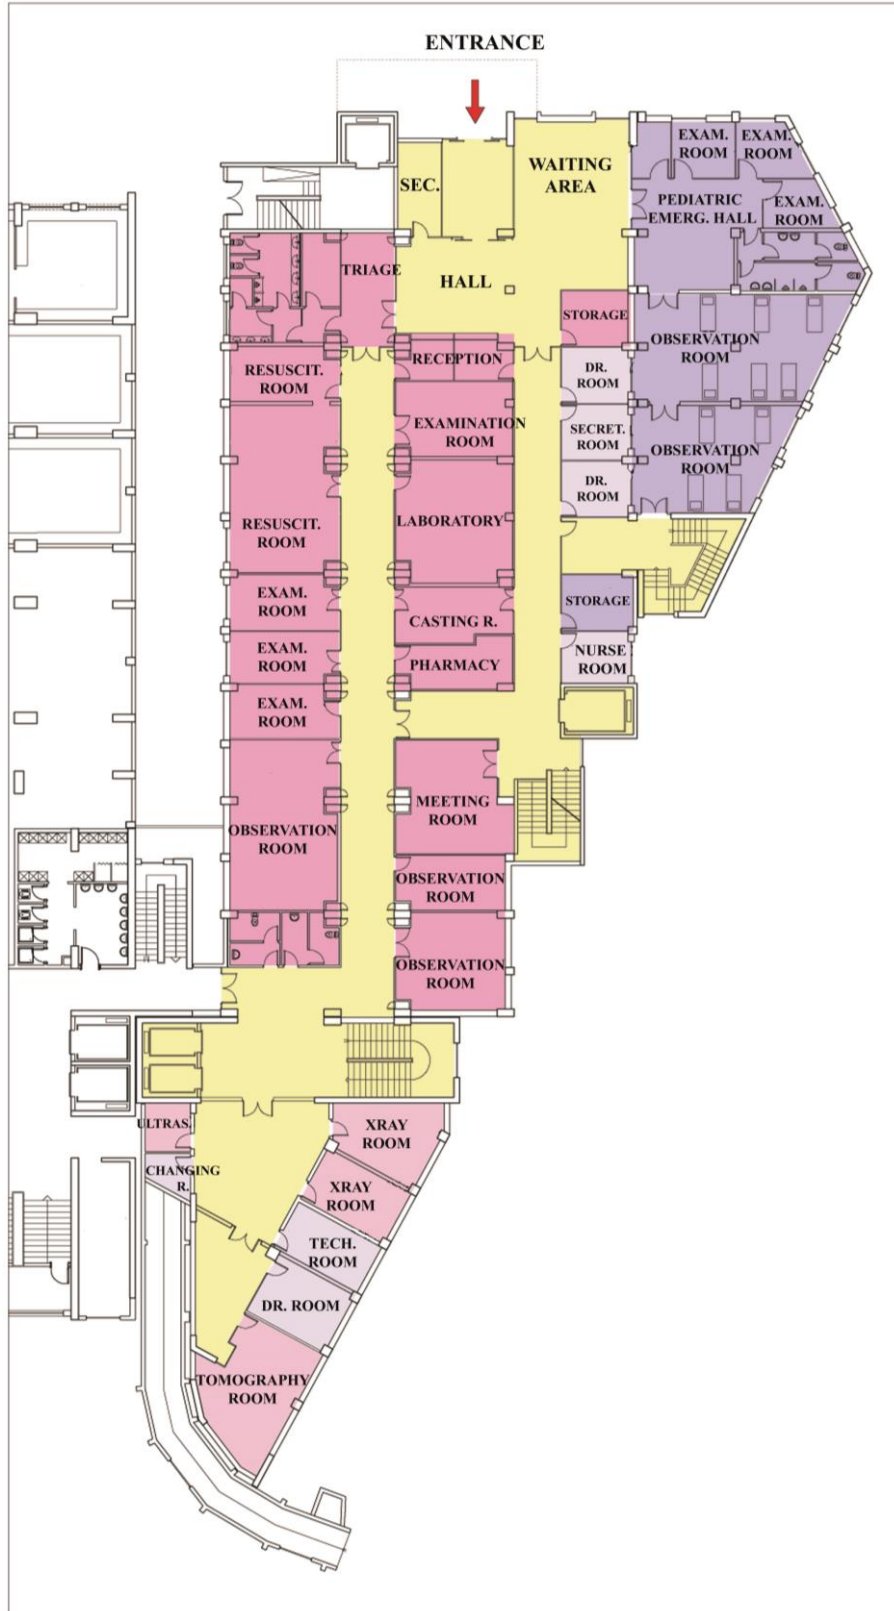 ENTRANCE
SEC.
WAITING
AREA
EXAM.
ROOM
EXAM.
ROOM
PEDIATRIC
EMERG. HALL
EXAM.
ROOM
TRIAGE
HALL
STORAGE
OBSERVATION
ROOM
RESUSCIT.
ROOM
RECEPTION
DR.
ROOM
EXAMINATION
ROOM
SECRET.
ROOM
OBSERVATION
ROOM
DR.
ROOM
RESUSCIT.
ROOM
LABORATORY
EXAM.
ROOM
CASTING R.
STORAGE
EXAM.
ROOM
PHARMACY
NURSE
ROOM
EXAM.
ROOM
OBSERVATION
ROOM
MEETING
ROOM
OBSERVATION
ROOM
OBSERVATION
ROOM
ULTRAS.
XRAY
ROOM
CHANGING
R.
XRAY
ROOM
TECH.
ROOM
DR. ROOM
TOMOGRAPHY
ROOM